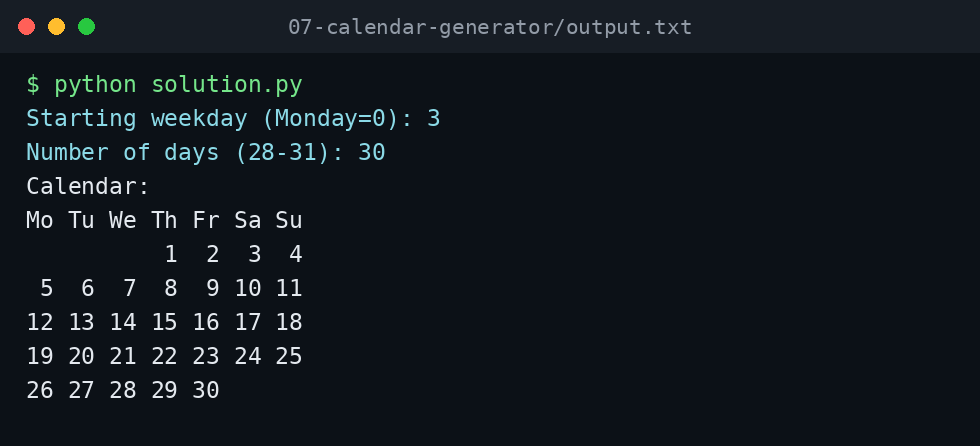 07-calendar-generator/output.txt
$ python solution.py
Starting weekday (Monday=0): 3
Number of days (28-31): 30
Calendar:
Mo Tu We Th Fr Sa Su
          1  2  3  4
 5  6  7  8  9 10 11
12 13 14 15 16 17 18
19 20 21 22 23 24 25
26 27 28 29 30